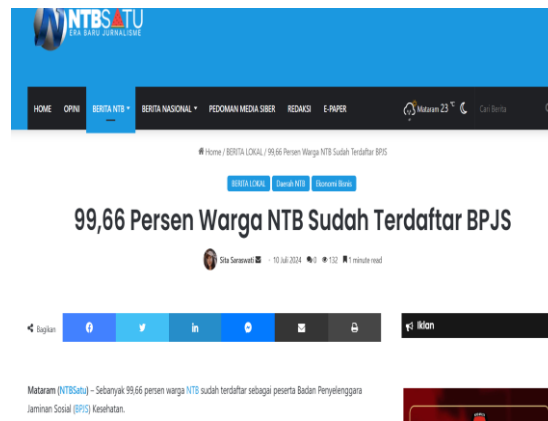 NTBSATU
ERA BARU JURNALISME
HOME OPINI BERITA NTB BERITA NASIONAL PEDOMAN MEDIA SIBER REDAKSI E-PAPER Mataram 23 °C Cari Berita
Home / BERITA LOKAL / 99,66 Persen Warga NTB Sudah Terdaftar BPJS
BERITA LOKAL Daerah NTB Ekonomi Bisnis
99,66 Persen Warga NTB Sudah Terdaftar BPJS
Sita Saraswati - 10 Juli 2024 0 132 1 minute read
Bagikan
Iklan
Mataram (NTBSatu) – Sebanyak 99,66 persen warga NTB sudah terdaftar sebagai peserta Badan Penyelenggara
Jaminan Sosial (BPJS) Kesehatan.